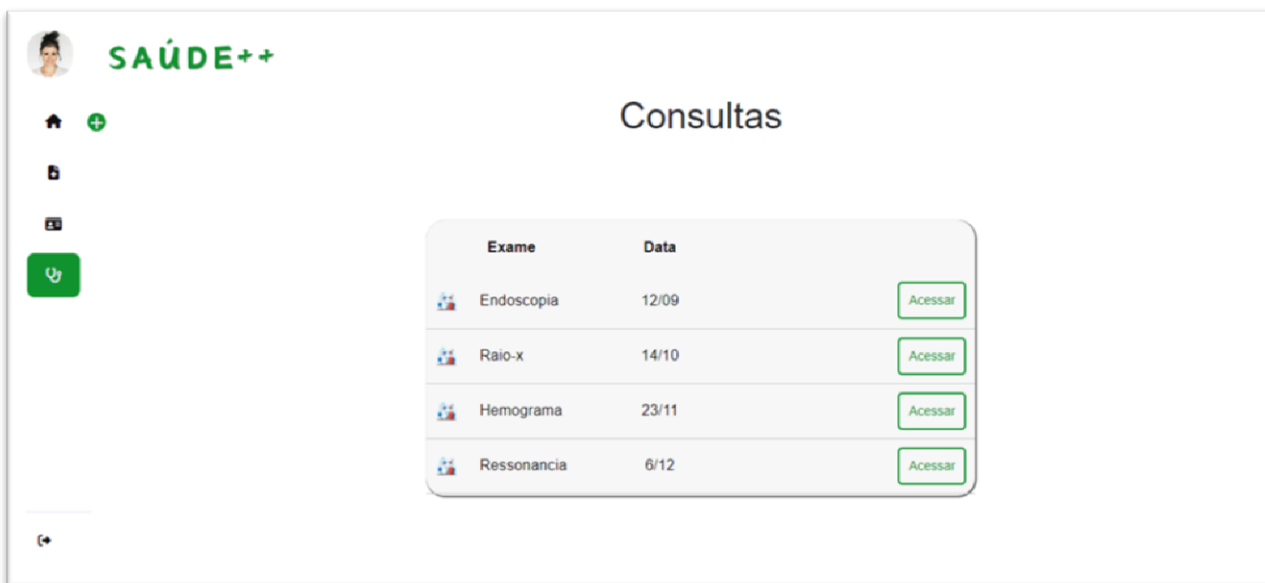 SAÚDE++
Consultas
Exame Data
Endoscopia 12/09 Acessar
Raio-x 14/10 Acessar
Hemograma 23/11 Acessar
Ressonancia 6/12 Acessar